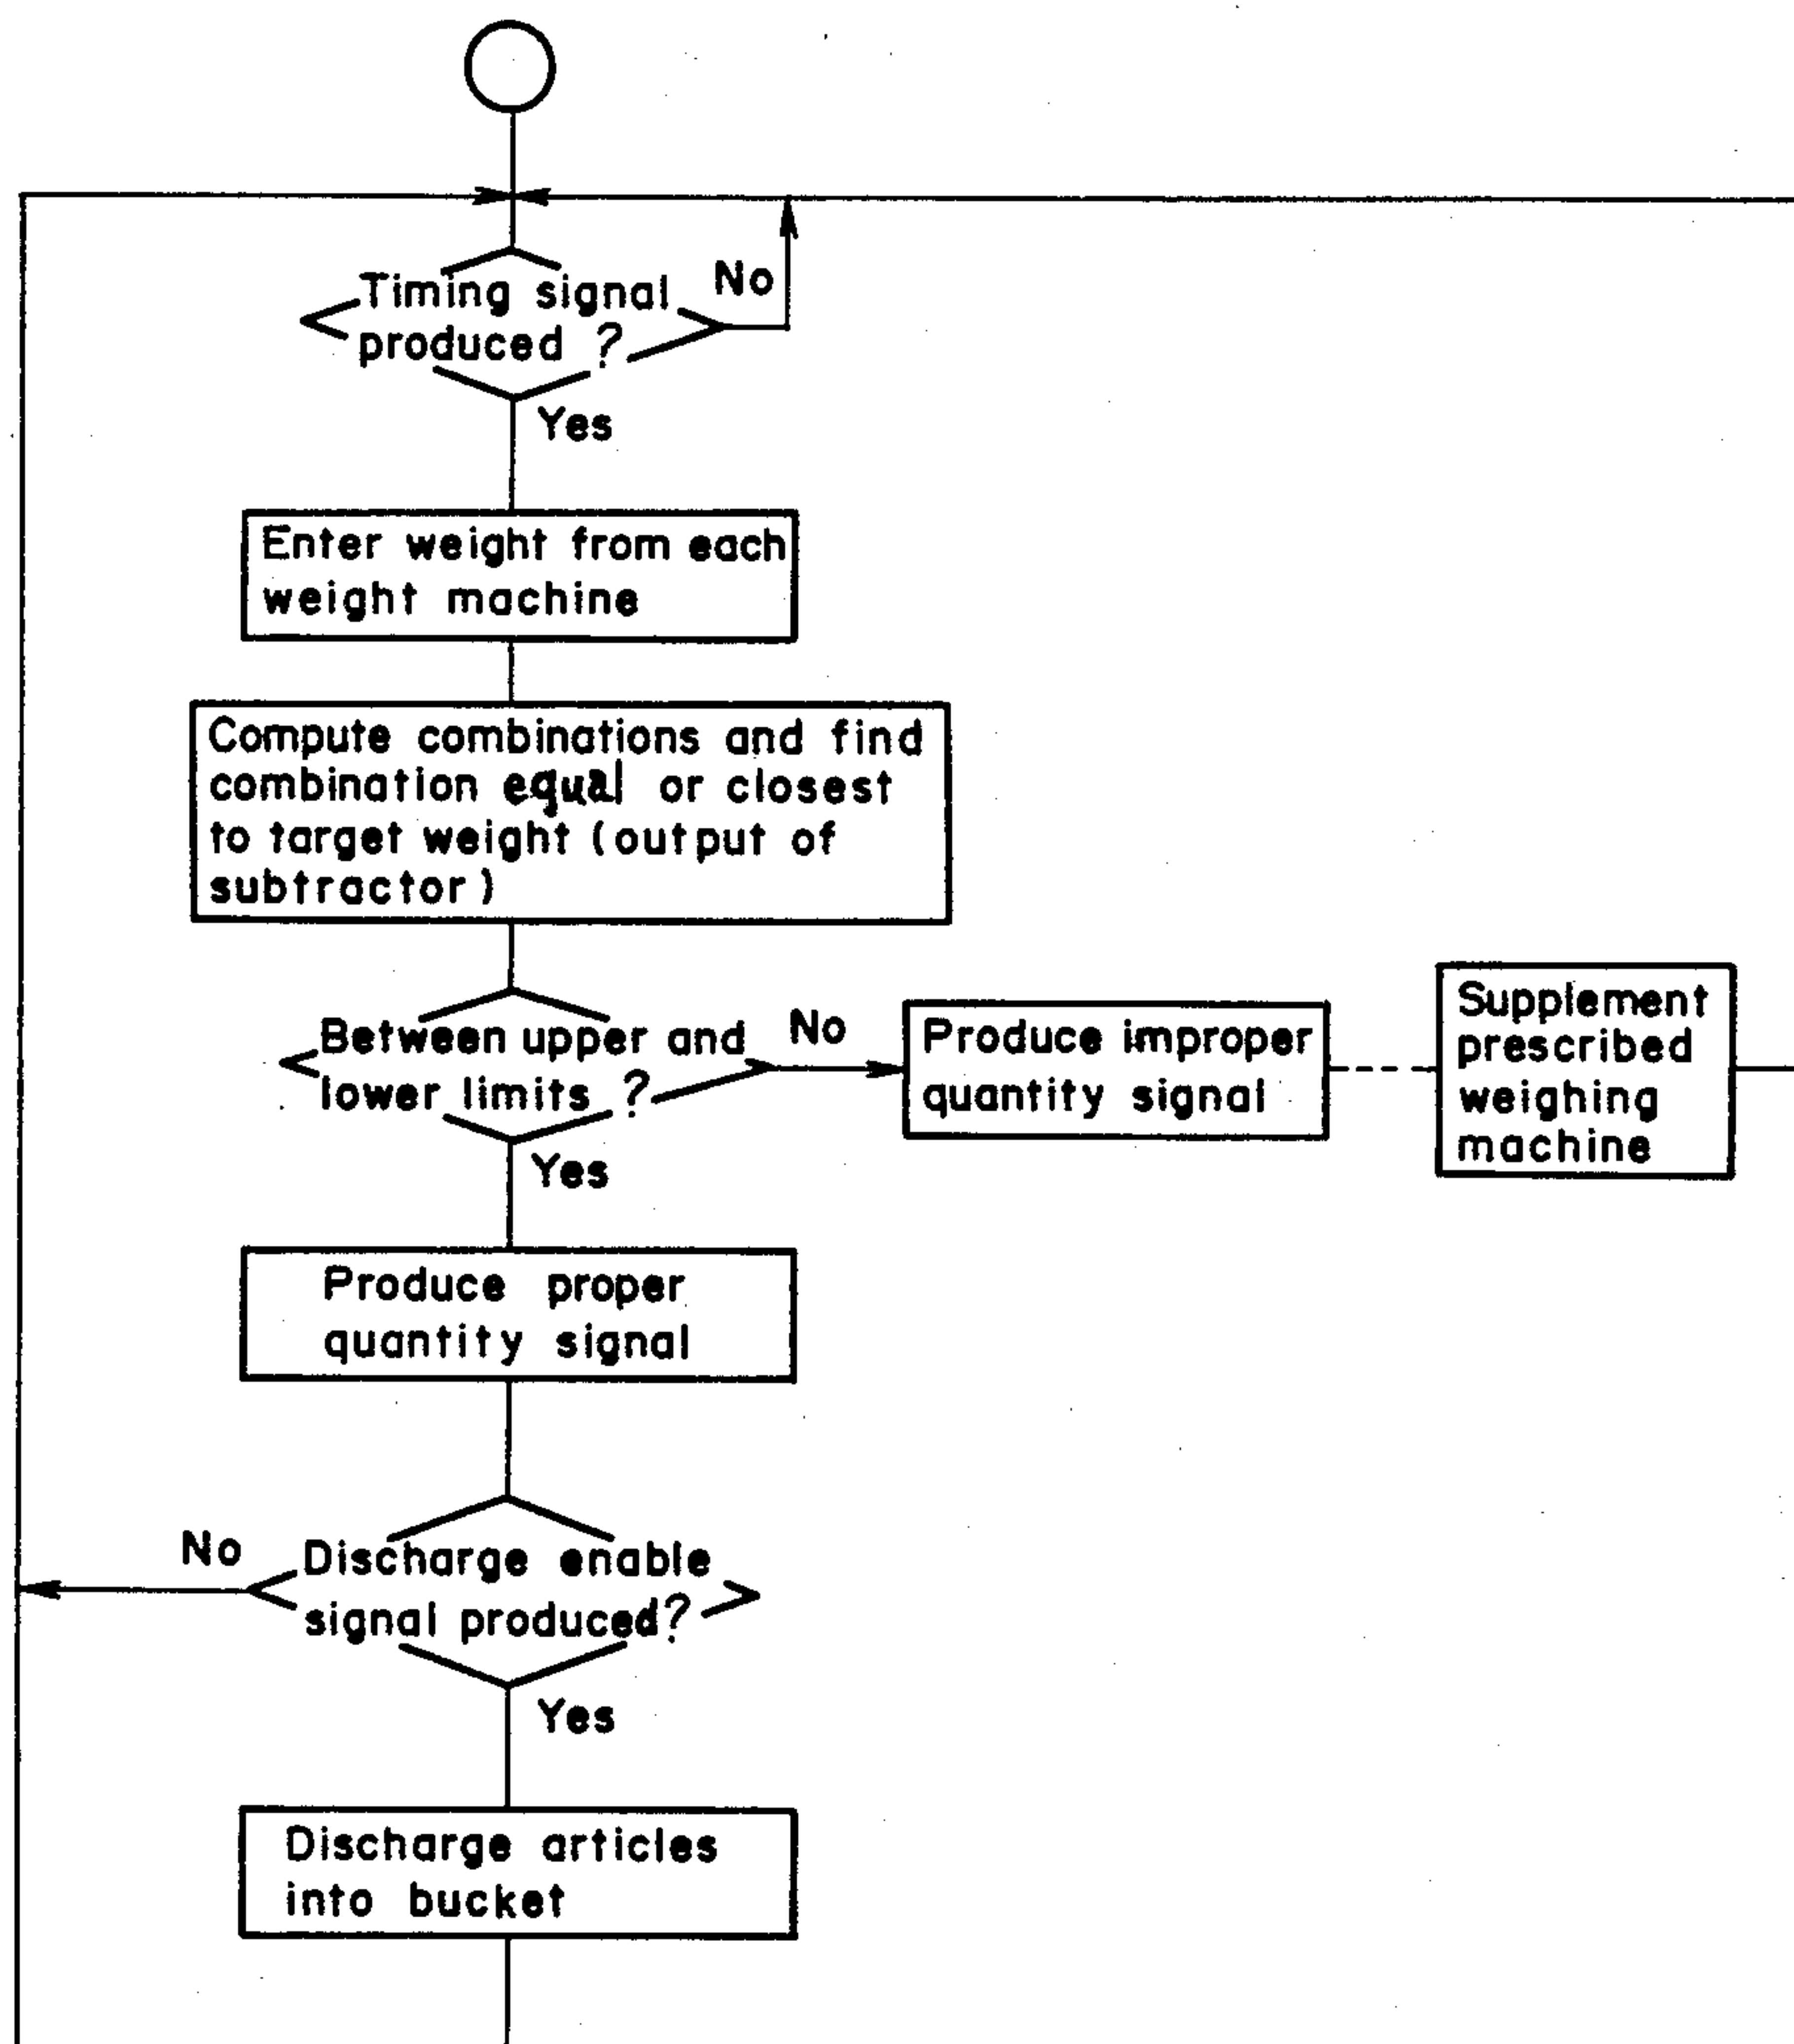 Timing signal
produced ?
No
Yes
Enter weight from each
weight machine
Compute combinations and find
combination equal or closest
to target weight (output of
subtractor)
Between upper and
lower limits ?
No
Produce improper
quantity signal
Supplement
prescribed
weighing
machine
Yes
Produce proper
quantity signal
No
Discharge enable
signal produced?
Yes
Discharge articles
into bucket